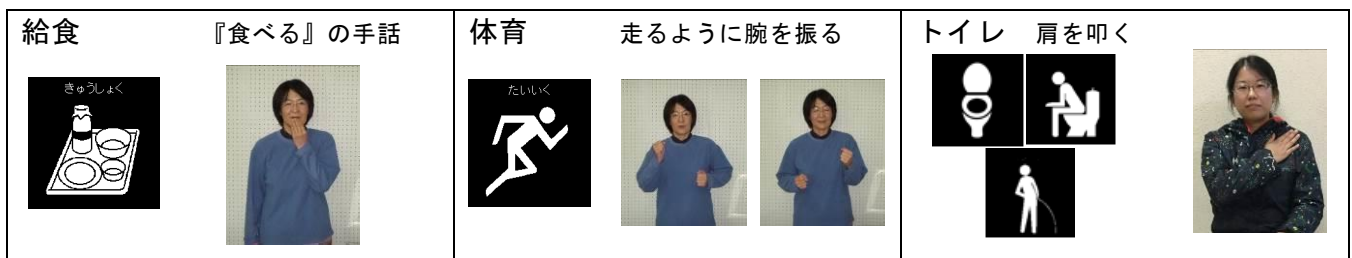 給食 『食べる』の手話
きゅうしょく
体育 走るように腕を振る
たいいく
トイレ 肩を叩く